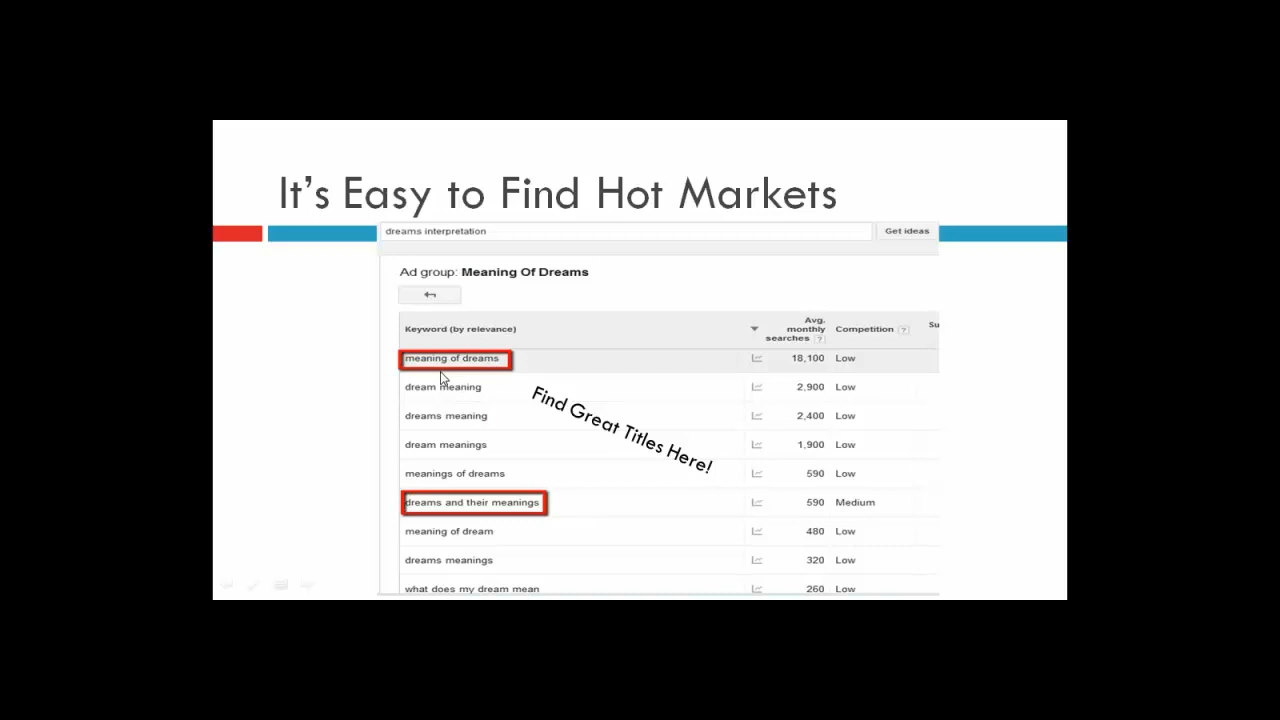 It's Easy to Find Hot Markets
dreams interpretation Get ideas
Ad group: Meaning Of Dreams
Keyword (by relevance) Avg. monthly searches ? Competition ? Su
meaning of dreams 18,100 Low
dream meaning 2,900 Low
dreams meaning 2,400 Low
Find Great Titles Here!
dream meanings 1,900 Low
meanings of dreams 590 Low
dreams and their meanings 590 Medium
meaning of dream 480 Low
dreams meanings 320 Low
what does my dream mean 260 Low